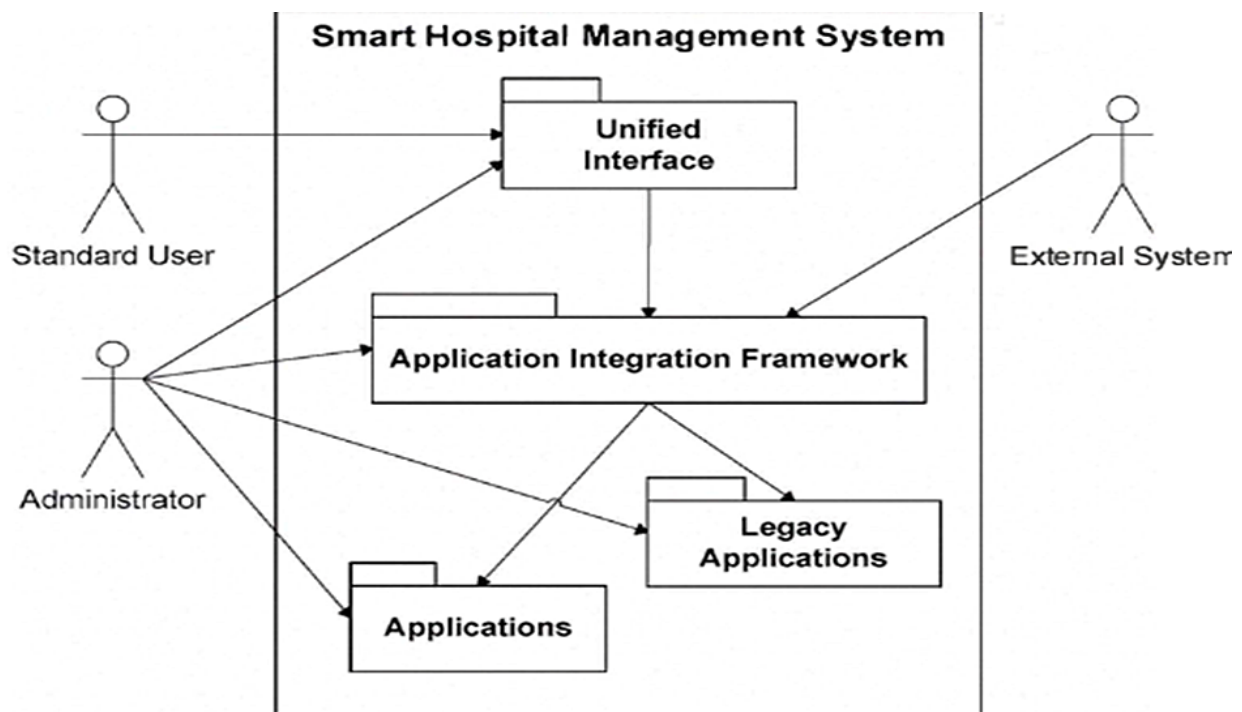 Smart Hospital Management System
Unified
Interface
Standard User
External System
Application Integration Framework
Administrator
Legacy
Applications
Applications